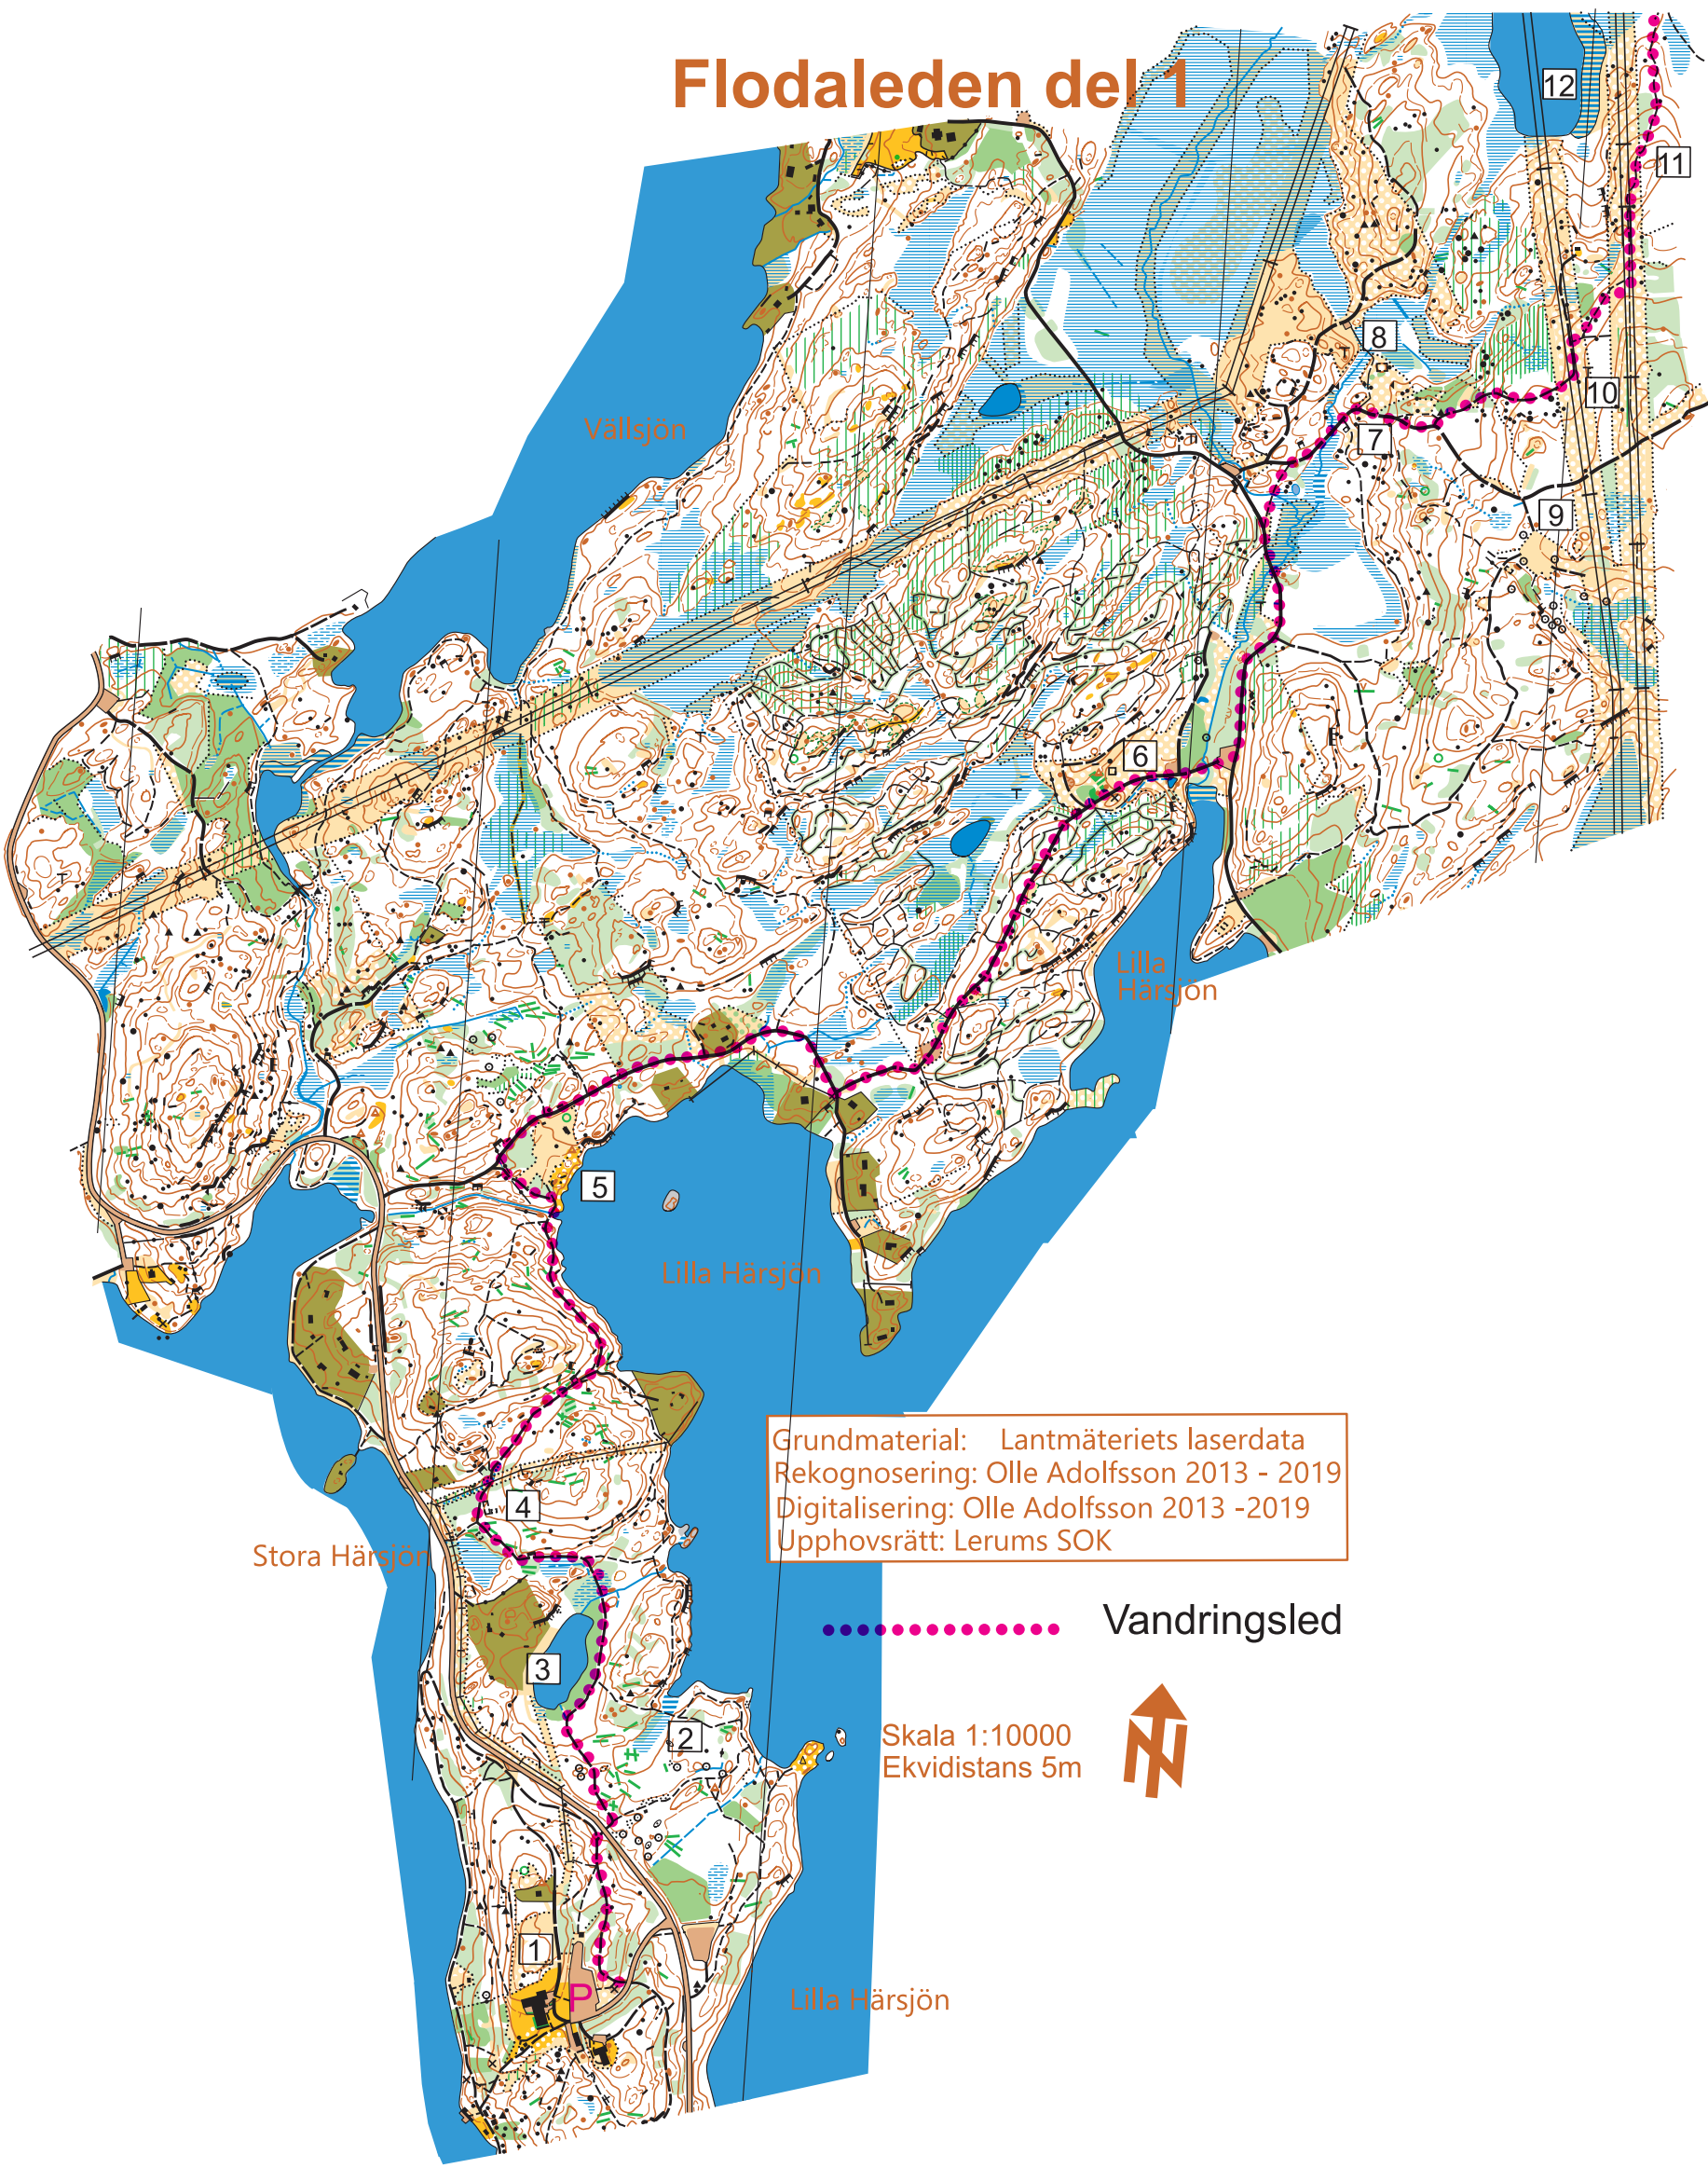 Flodaleden del 1
12
11
8
Vällsjön
10
7
9
6
Lilla
Härsjön
5
Lilla Härsjön
Grundmaterial: Lantmäteriets laserdata
Rekognosering: Olle Adolfsson 2013 - 2019
Digitalisering: Olle Adolfsson 2013 -2019
Upphovsrätt: Lerums SOK
4
Stora Härsjön
Vandringsled
3
2
Skala 1:10000
Ekvidistans 5m
N
1
P
Lilla Härsjön